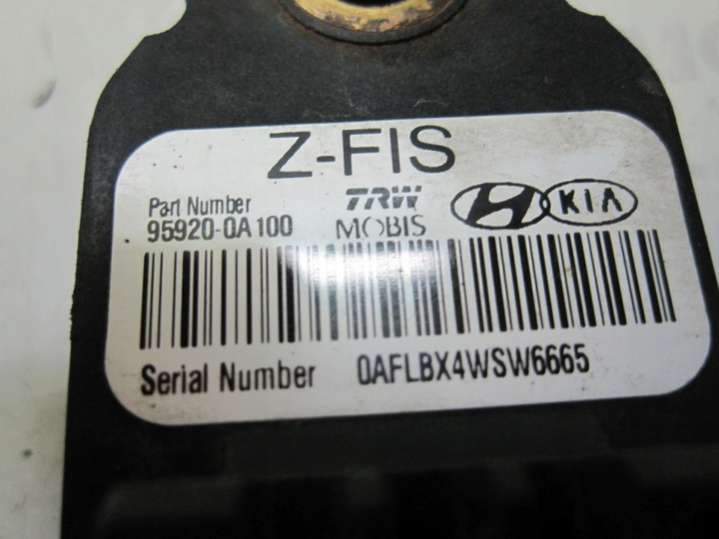 Z-FIS
Part Number
95920-0A100
TRW
MOBIS
KIA
Serial Number 0AFLBX4WSW6665